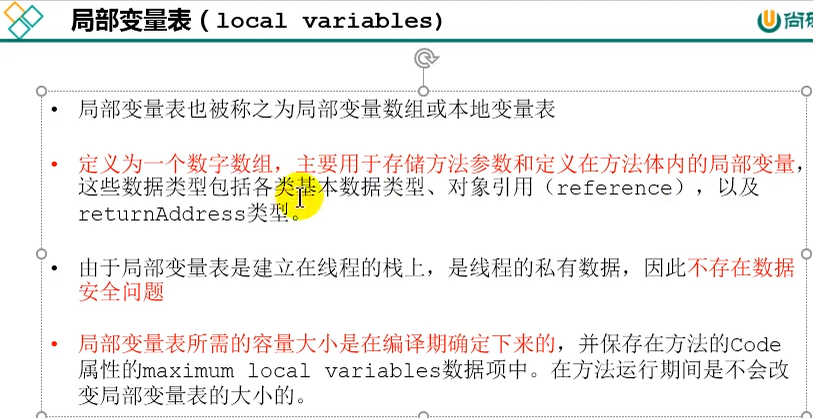 局部变量表（local variables)
尚硅
• 局部变量表也被称之为局部变量数组或本地变量表
• 定义为一个数字数组，主要用于存储方法参数和定义在方法体内的局部变量，
这些数据类型包括各类基本数据类型、对象引用（reference），以及
returnAddress类型。
• 由于局部变量表是建立在线程的栈上，是线程的私有数据，因此不存在数据
安全问题
• 局部变量表所需的容量大小是在编译期确定下来的，并保存在方法的Code
属性的maximum local variables数据项中。在方法运行期间是不会改
变局部变量表的大小的。